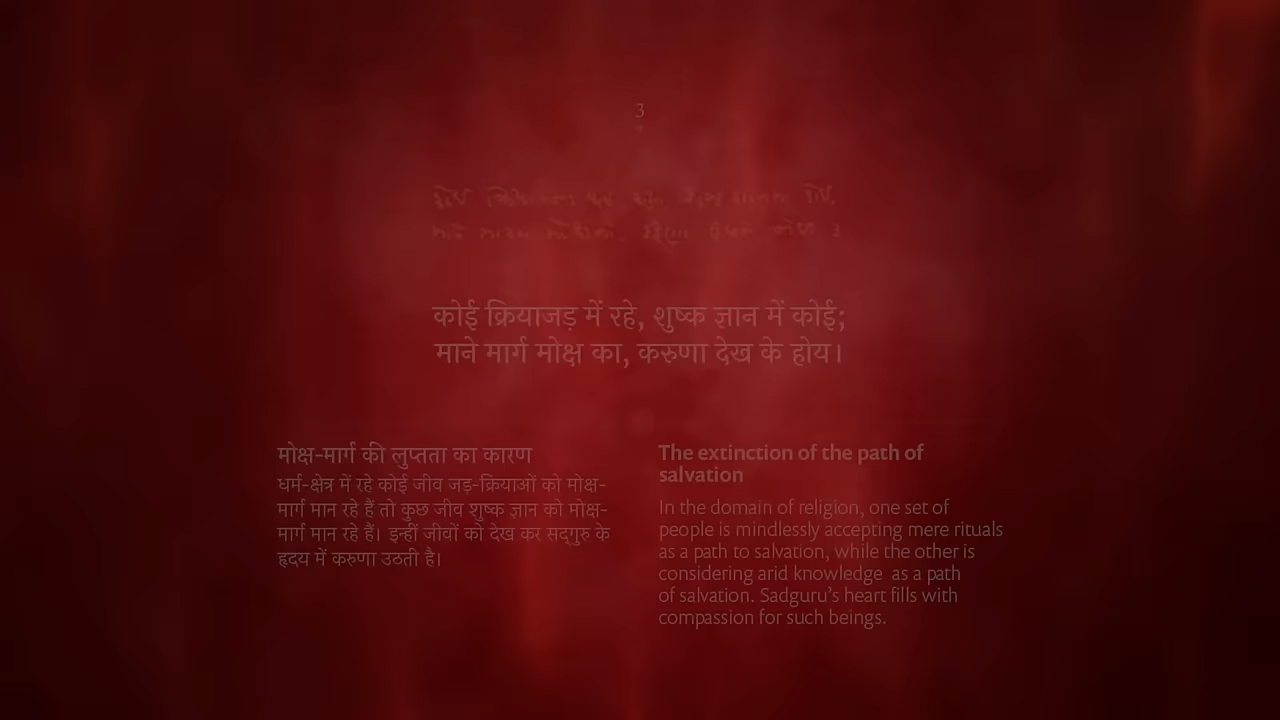 3
कोई क्रियाजड़ में रहे, शुष्क ज्ञान में कोई;
माने मार्ग मोक्ष का, करुणा देख के होय।
मोक्ष-मार्ग की लुप्तता का कारण
धर्म-क्षेत्र में रहे कोई जीव जड़-क्रियाओं को मोक्ष-
मार्ग मान रहे हैं तो कुछ जीव शुष्क ज्ञान को मोक्ष-
मार्ग मान रहे हैं। इन्हीं जीवों को देख कर सद्गुरु के
हृदय में करुणा उठती है।
The extinction of the path of
salvation
In the domain of religion, one set of
people is mindlessly accepting mere rituals
as a path to salvation, while the other is
considering arid knowledge as a path
of salvation. Sadguru's heart fills with
compassion for such beings.